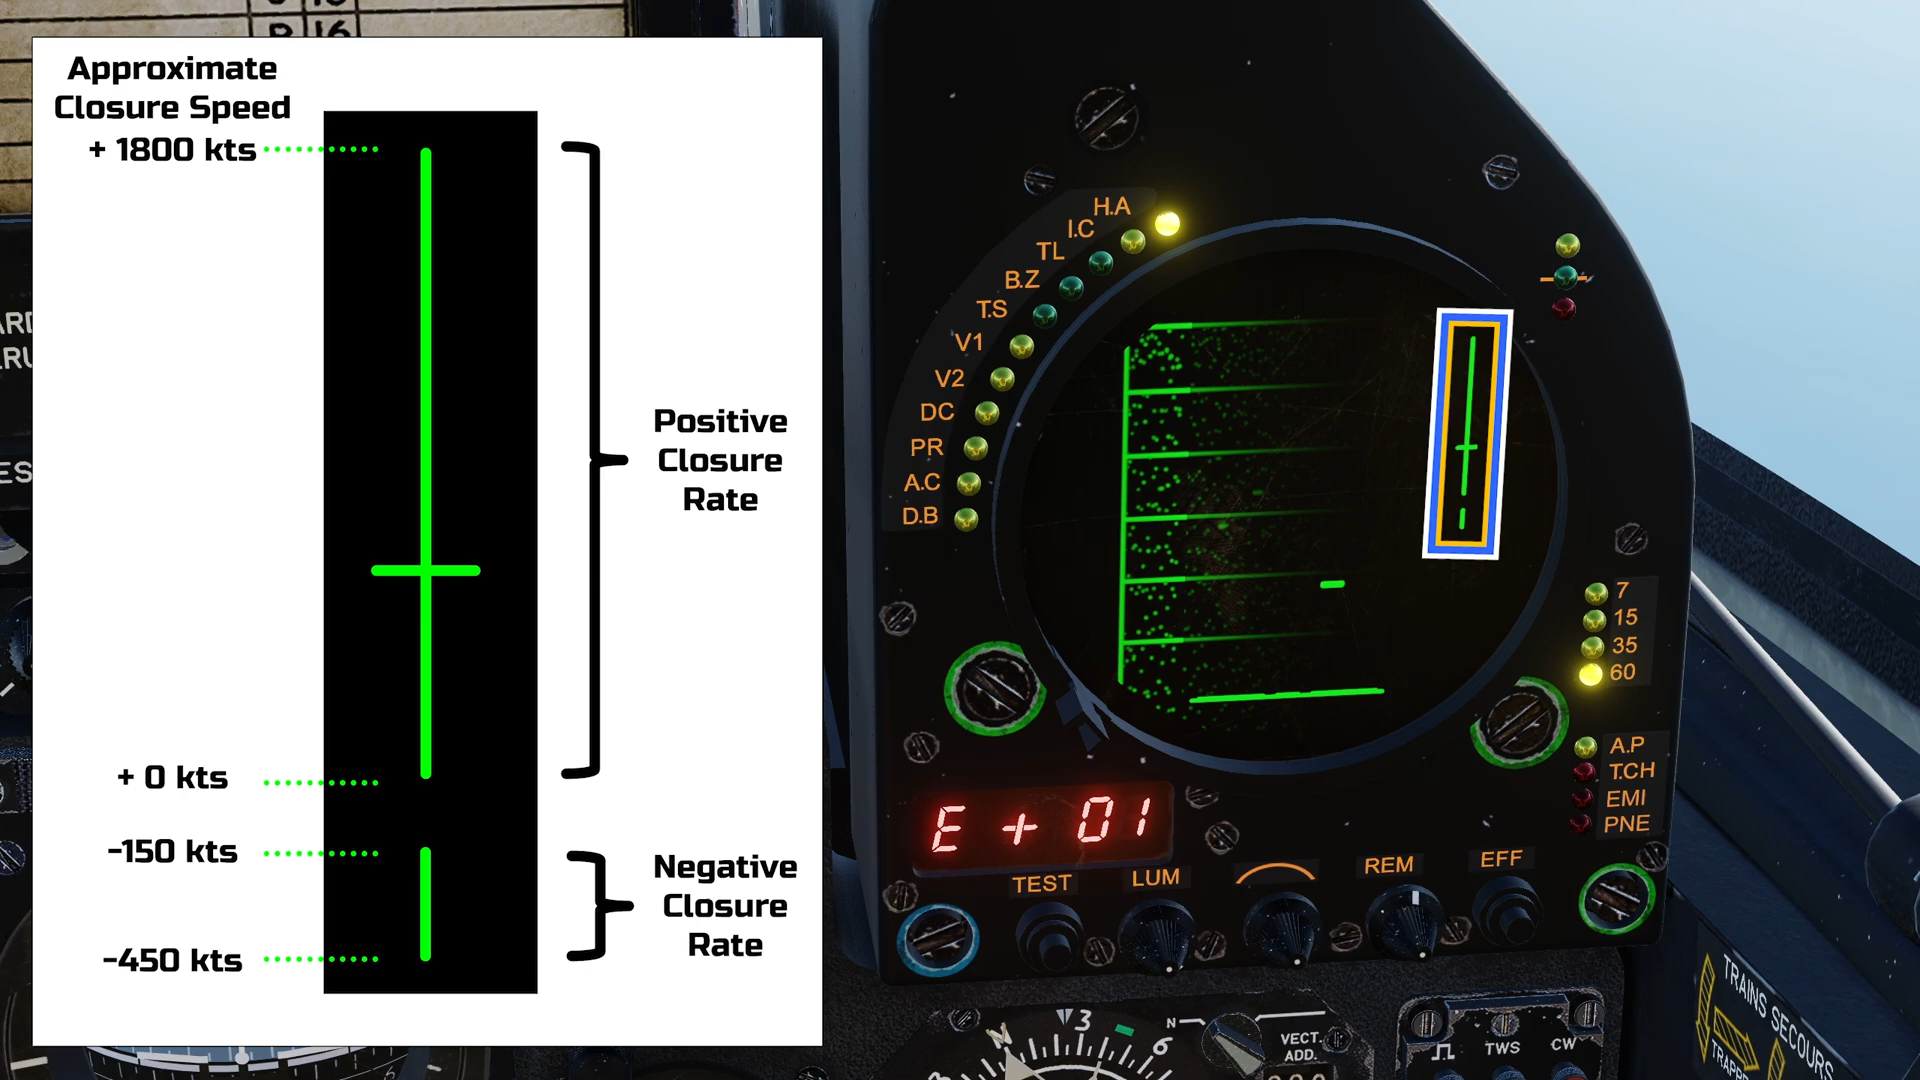 Approximate
Closure Speed
+ 1800 kts
Positive
Closure
Rate
+ 0 kts
-150 kts
Negative
Closure
Rate
-450 kts
H.A
I.C
TL
B.Z
T.S
V1
V2
DC
PR
A.C
D.B
7
15
35
60
A.P
T.CH
EMI
PNE
E + 01
TEST
LUM
REM
EFF
N
3
6
VECT.
ADD.
TWS
CW
TRAINS SECOURS